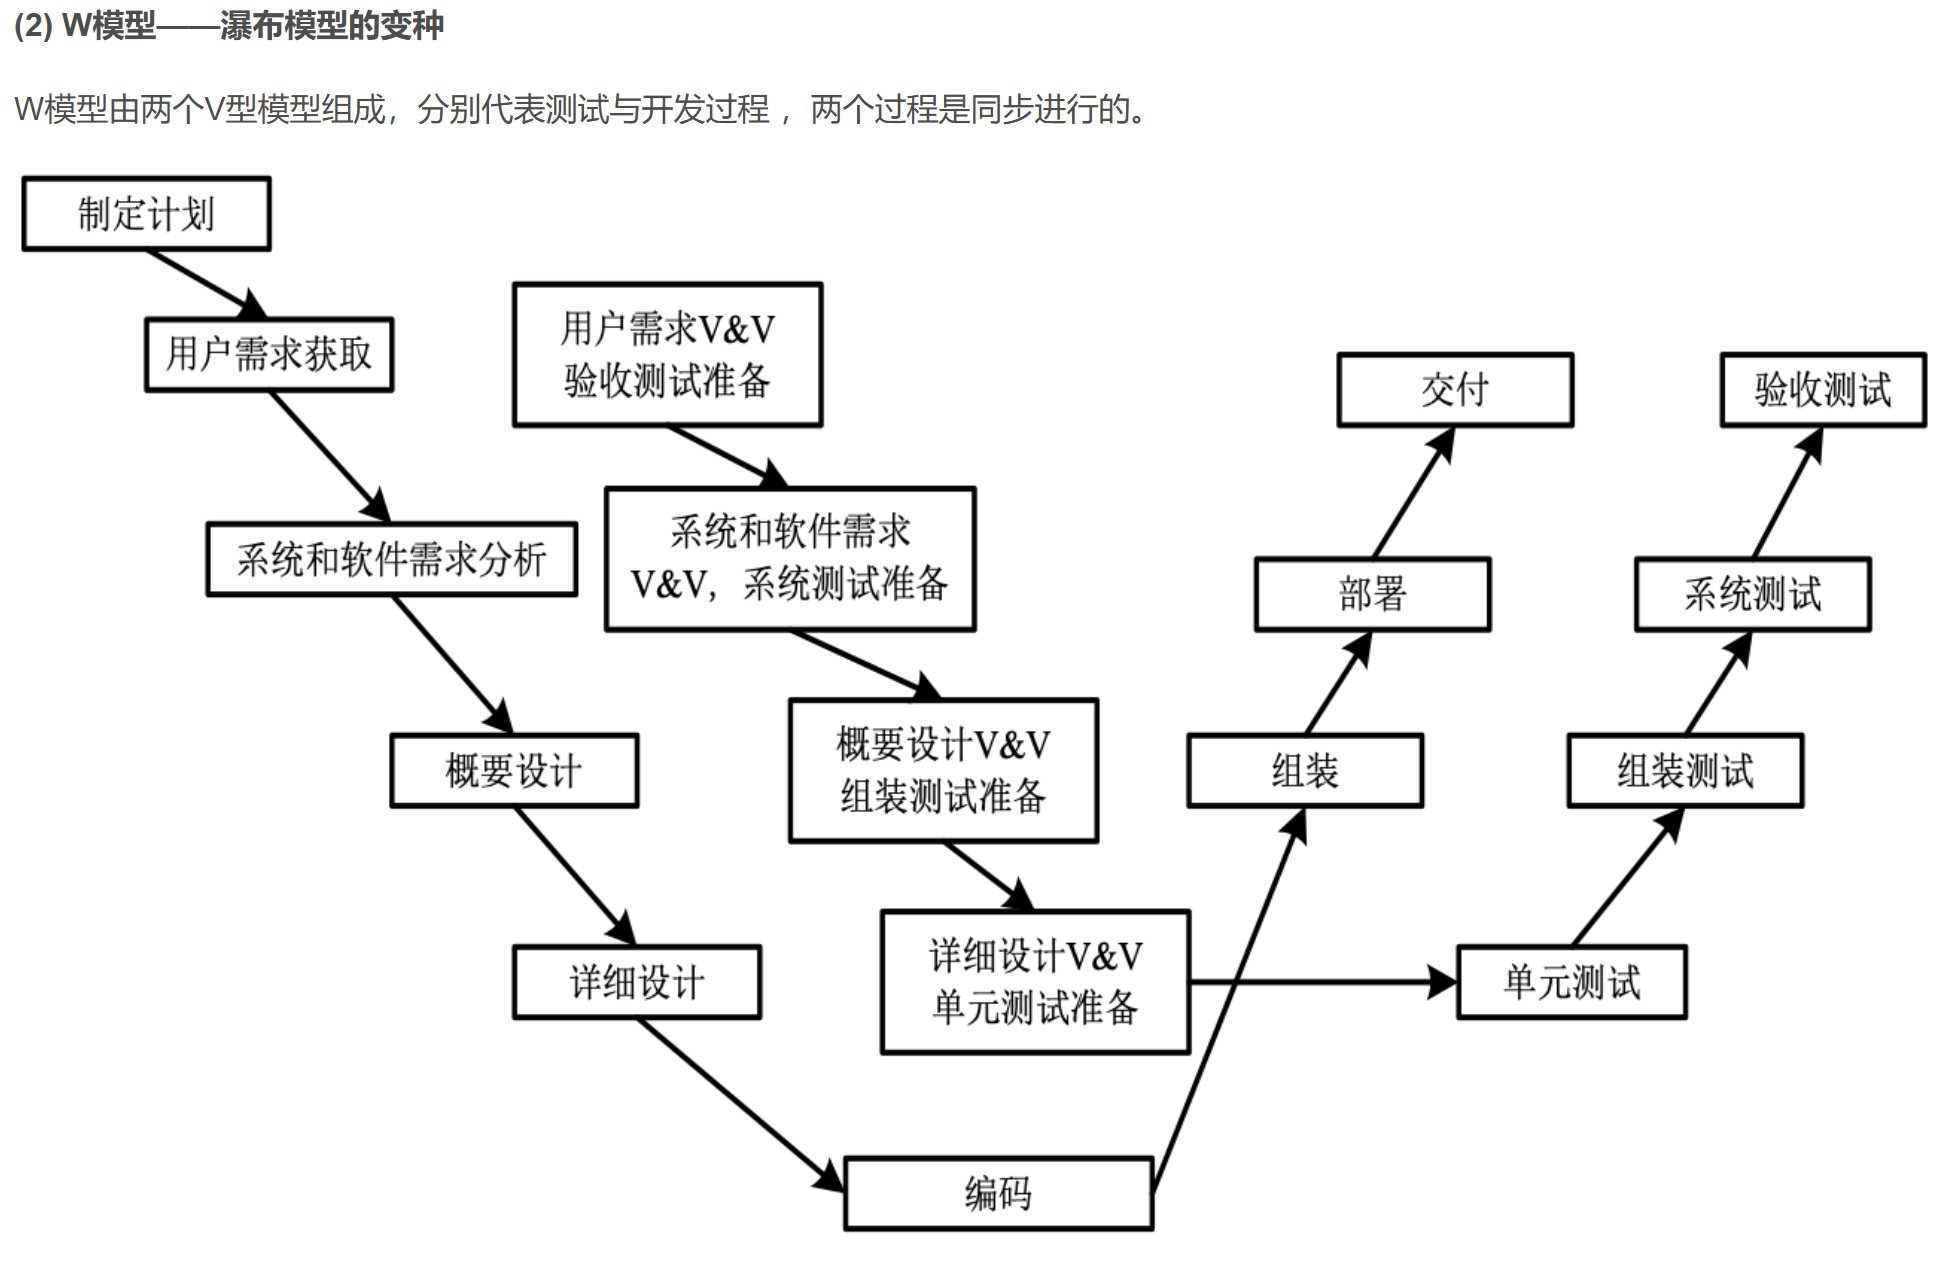 (2) W模型——瀑布模型的变种
W模型由两个V型模型组成，分别代表测试与开发过程 ，两个过程是同步进行的。
制定计划
用户需求获取
系统和软件需求分析
概要设计
详细设计
编码
用户需求V&V
验收测试准备
系统和软件需求
V&V，系统测试准备
概要设计V&V
组装测试准备
详细设计V&V
单元测试准备
交付
部署
组装
验收测试
系统测试
组装测试
单元测试